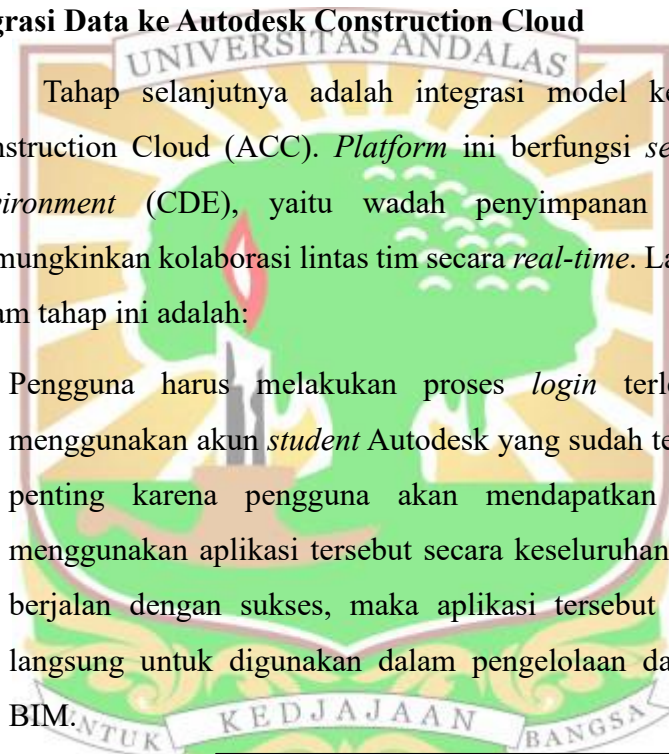 grasi Data ke Autodesk Construction Cloud
UNIVERSITAS ANDALAS
Tahap selanjutnya adalah integrasi model ke
nstruction Cloud (ACC). Platform ini berfungsi se
vironment (CDE), yaitu wadah penyimpanan
mungkinkan kolaborasi lintas tim secara real-time. La
am tahap ini adalah:
Pengguna harus melakukan proses login terl
menggunakan akun student Autodesk yang sudah te
penting karena pengguna akan mendapatkan
menggunakan aplikasi tersebut secara keseluruhan
berjalan dengan sukses, maka aplikasi tersebut
langsung untuk digunakan dalam pengelolaan da
BIM.
UNTUK KEDJAJAAN BANGSA